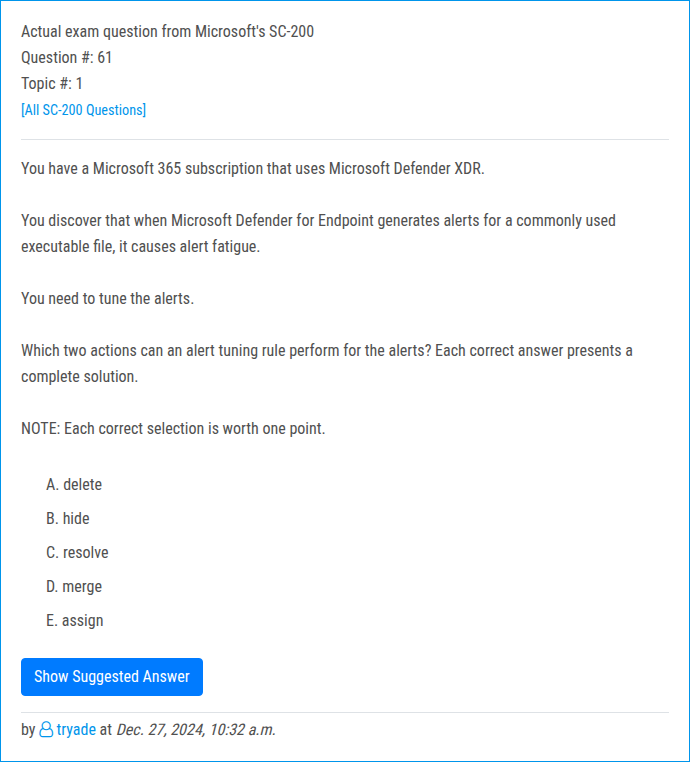 Actual exam question from Microsoft's SC-200
Question #: 61
Topic #: 1
[All SC-200 Questions]
You have a Microsoft 365 subscription that uses Microsoft Defender XDR.
You discover that when Microsoft Defender for Endpoint generates alerts for a commonly used
executable file, it causes alert fatigue.
You need to tune the alerts.
Which two actions can an alert tuning rule perform for the alerts? Each correct answer presents a
complete solution.
NOTE: Each correct selection is worth one point.
A. delete
B. hide
C. resolve
D. merge
E. assign
Show Suggested Answer
by tryade at Dec. 27, 2024, 10:32 a.m.